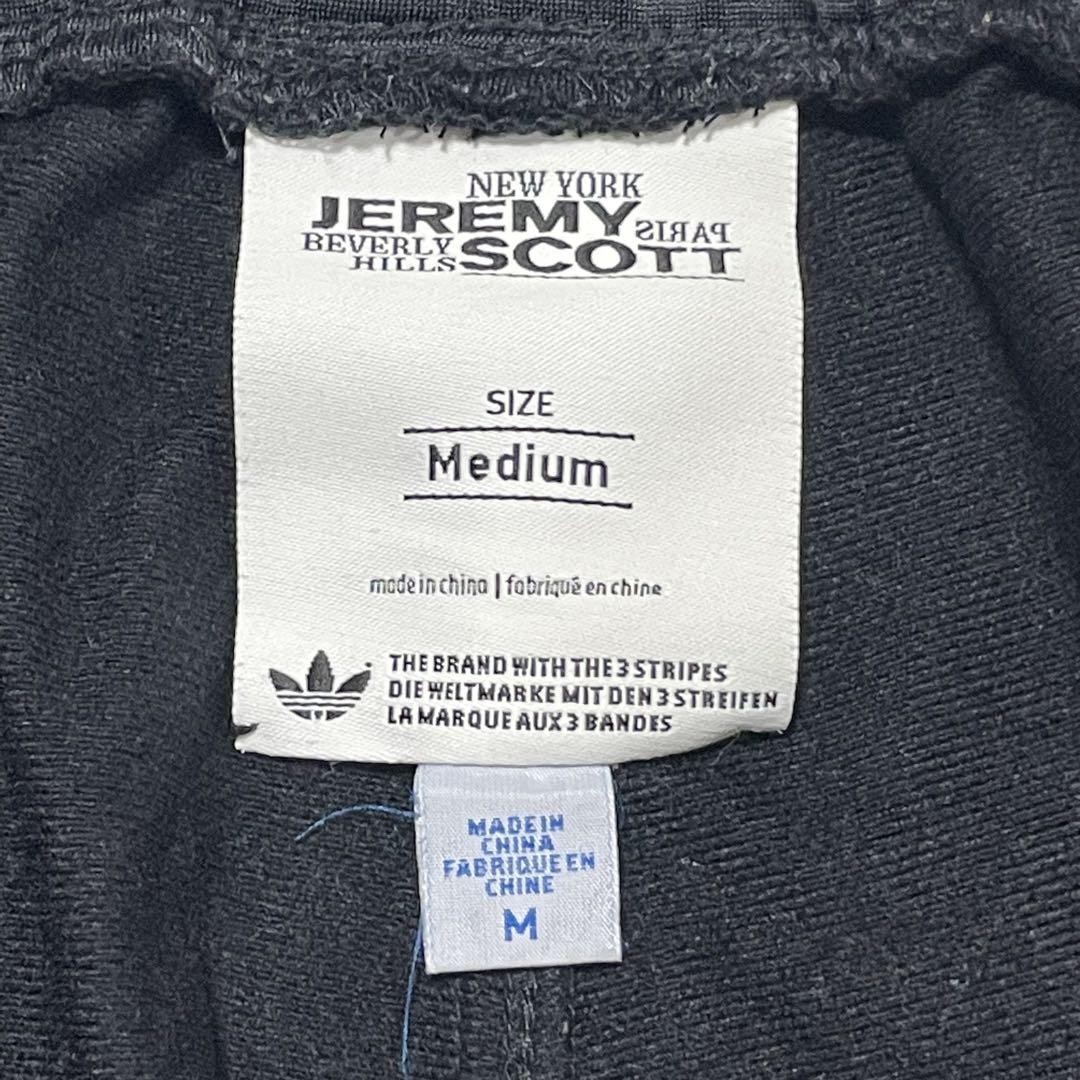 NEW YORK
JEREMY PARIS
BEVERLY HILLS SCOTT
SIZE
Medium
made in china | fabriqué en chine
THE BRAND WITH THE 3 STRIPES
DIE WELTMARKE MIT DEN 3 STREIFEN
LA MARQUE AUX 3 BANDES
MADE IN
CHINA
FABRIQUE EN
CHINE
M